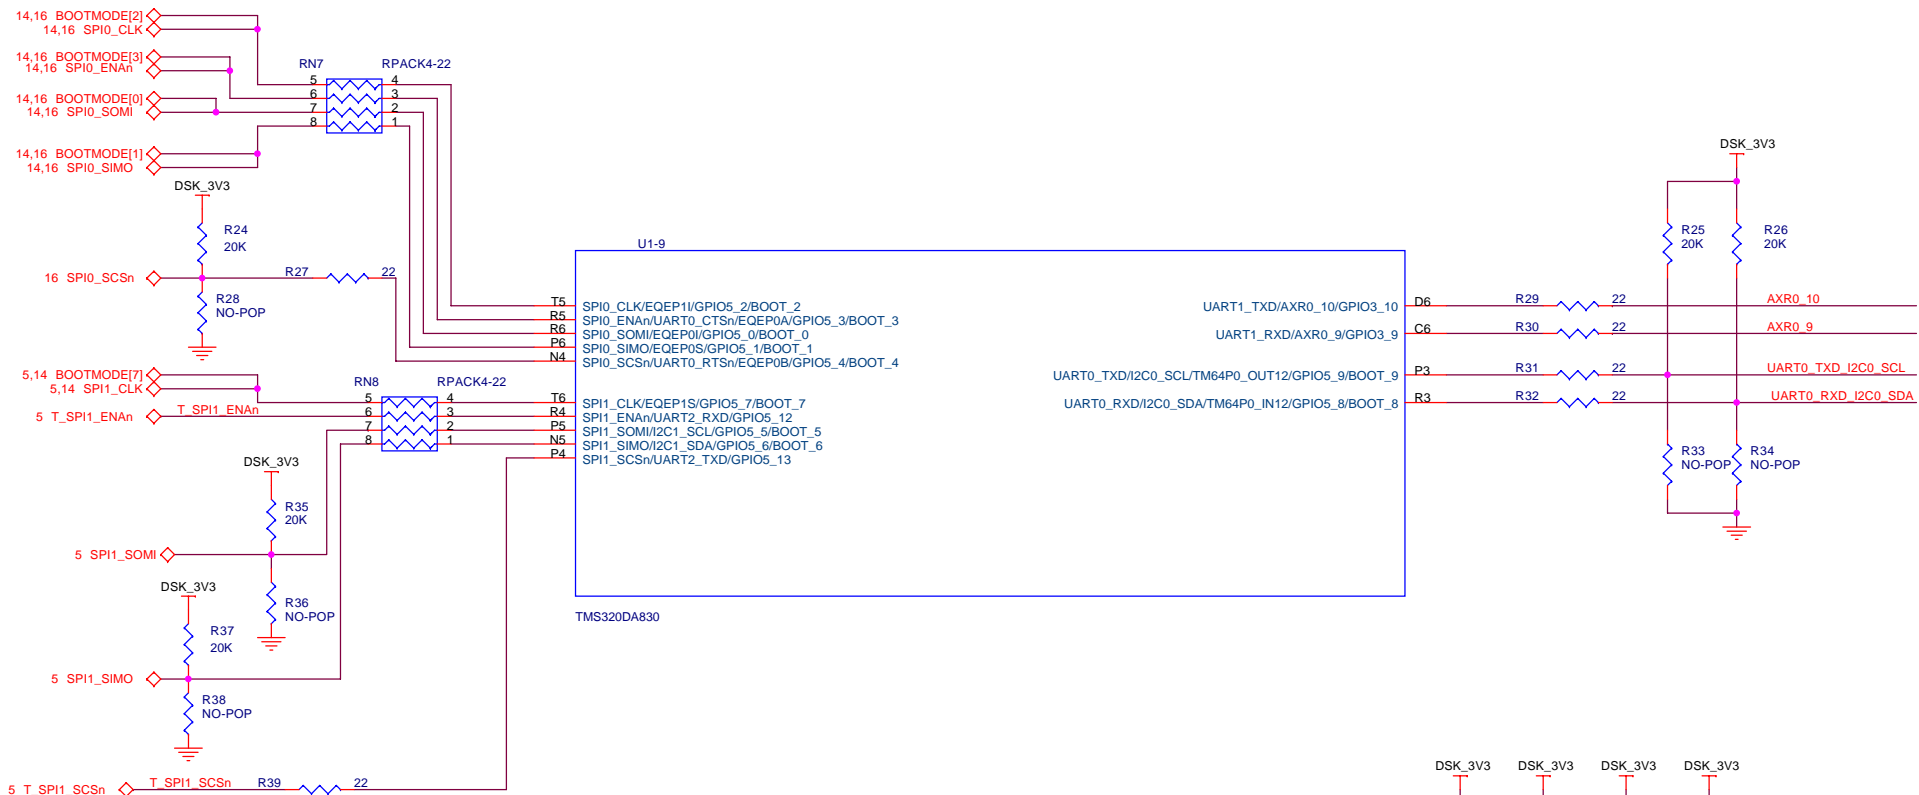 14,16 BOOTMODE[2]
14,16 SPI0_CLK
14,16 BOOTMODE[3]
14,16 SPI0_ENAn
14,16 BOOTMODE[0]
14,16 SPI0_SOMI
14,16 BOOTMODE[1]
14,16 SPI0_SIMO
RN7
RPACK4-22
5 4
6 3
7 2
8 1
DSK_3V3
R24
20K
16 SPI0_SCSn
R27 22
R28
NO-POP
5,14 BOOTMODE[7]
5,14 SPI1_CLK
5 T_SPI1_ENAn
T_SPI1_ENAn
RN8
RPACK4-22
5 4
6 3
7 2
8 1
DSK_3V3
R35
20K
5 SPI1_SOMI
R36
NO-POP
DSK_3V3
R37
20K
5 SPI1_SIMO
R38
NO-POP
5 T_SPI1_SCSn
T_SPI1_SCSn
R39 22
U1-9
T5 SPI0_CLK/EQEP1I/GPIO5_2/BOOT_2
R5 SPI0_ENAn/UART0_CTSn/EQEP0A/GPIO5_3/BOOT_3
R6 SPI0_SOMI/EQEP0I/GPIO5_0/BOOT_0
P6 SPI0_SIMO/EQEP0S/GPIO5_1/BOOT_1
N4 SPI0_SCSn/UART0_RTSn/EQEP0B/GPIO5_4/BOOT_4
T6 SPI1_CLK/EQEP1S/GPIO5_7/BOOT_7
R4 SPI1_ENAn/UART2_RXD/GPIO5_12
P5 SPI1_SOMI/I2C1_SCL/GPIO5_5/BOOT_5
N5 SPI1_SIMO/I2C1_SDA/GPIO5_6/BOOT_6
P4 SPI1_SCSn/UART2_TXD/GPIO5_13
TMS320DA830
UART1_TXD/AXR0_10/GPIO3_10 D6
UART1_RXD/AXR0_9/GPIO3_9 C6
UART0_TXD/I2C0_SCL/TM64P0_OUT12/GPIO5_9/BOOT_9 P3
UART0_RXD/I2C0_SDA/TM64P0_IN12/GPIO5_8/BOOT_8 R3
R29 22 AXR0_10
R30 22 AXR0_9
R31 22 UART0_TXD_I2C0_SCL
R32 22 UART0_RXD_I2C0_SDA
DSK_3V3
R25
20K
R26
20K
R33
NO-POP
R34
NO-POP
DSK_3V3 DSK_3V3 DSK_3V3 DSK_3V3